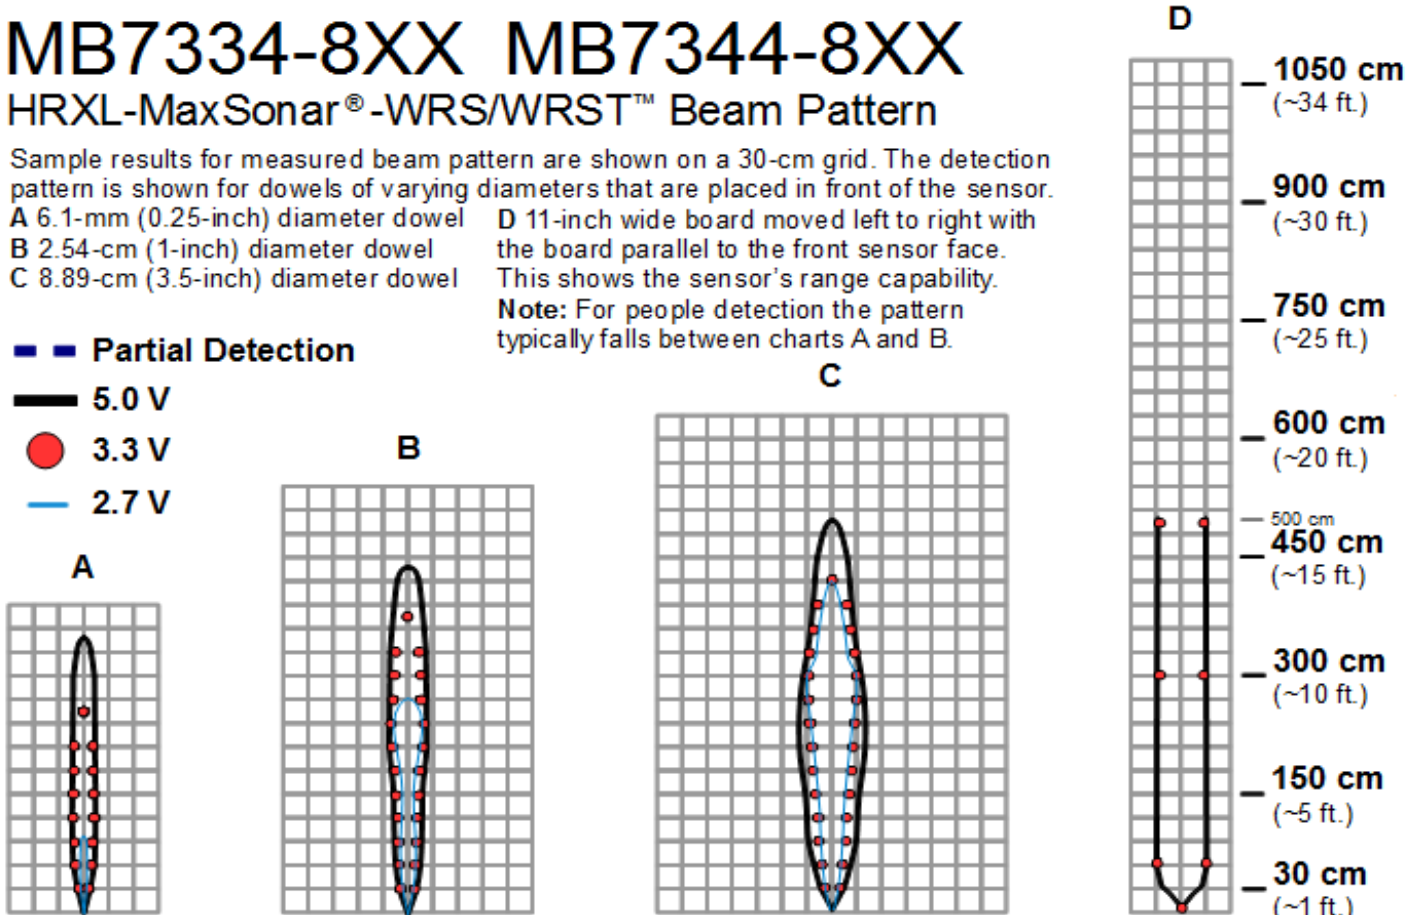 MB7334-8XX MB7344-8XX
HRXL-MaxSonar®-WRS/WRST™ Beam Pattern
Sample results for measured beam pattern are shown on a 30-cm grid. The detection
pattern is shown for dowels of varying diameters that are placed in front of the sensor.
A 6.1-mm (0.25-inch) diameter dowel
B 2.54-cm (1-inch) diameter dowel
C 8.89-cm (3.5-inch) diameter dowel
D 11-inch wide board moved left to right with
the board parallel to the front sensor face.
This shows the sensor's range capability.
Note: For people detection the pattern
typically falls between charts A and B.
Partial Detection
5.0 V
3.3 V
2.7 V
A
B
C
D
1050 cm
(~34 ft.)
900 cm
(~30 ft.)
750 cm
(~25 ft.)
600 cm
(~20 ft.)
500 cm
450 cm
(~15 ft.)
300 cm
(~10 ft.)
150 cm
(~5 ft.)
30 cm
(~1 ft.)